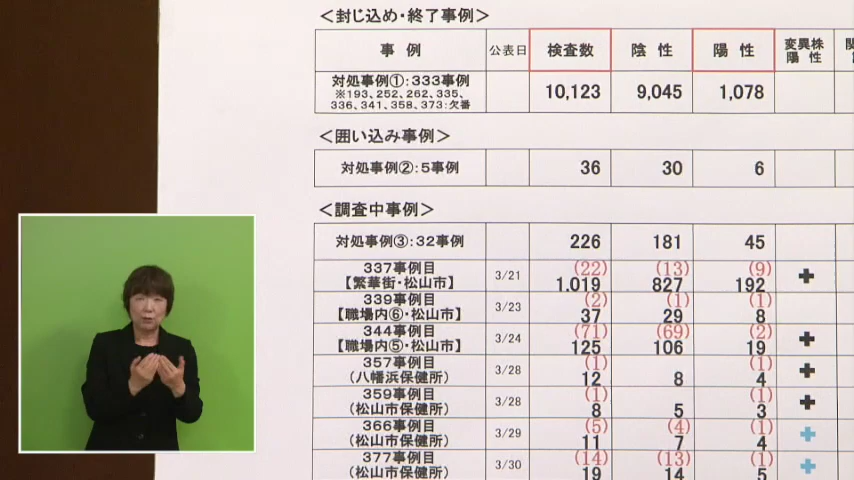 ＜封じ込め・終了事例＞
事 例 公表日 検査数 陰 性 陽 性 変異株陽 性
対処事例①:333事例
※193、252、262、335、
336、341、358、373:欠番
10,123 9,045 1,078
＜囲い込み事例＞
対処事例②:5事例 36 30 6
＜調査中事例＞
対処事例③:32事例 226 181 45
337事例目 (22) (13) (9)
【繁華街・松山市】 3/21 1.019 827 192 +
339事例目 (2) (1) (1)
【職場内⑥・松山市】 3/23 37 29 8
344事例目 (71) (69) (2)
【職場内⑤・松山市】 3/24 125 106 19 +
357事例目 (1) (1)
(八幡浜保健所) 3/28 12 8 4 +
359事例目 (1) (1)
(松山市保健所) 3/28 8 5 3 +
366事例目 (5) (4) (1)
(松山市保健所) 3/29 11 7 4 +
377事例目 (14) (13) (1)
(松山市保健所) 3/30 19 14 5 +